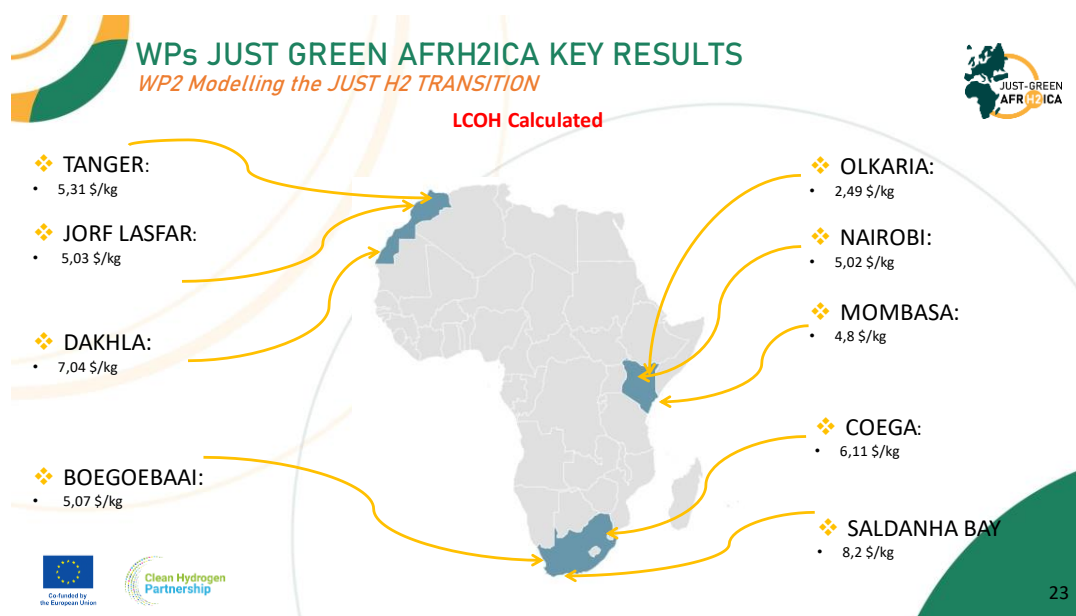 WPs JUST GREEN AFRH2ICA KEY RESULTS
WP2 Modelling the JUST H2 TRANSITION
JUST-GREEN
AFRH2ICA
LCOH Calculated
❖ TANGER:
• 5,31 $/kg
❖ JORF LASFAR:
• 5,03 $/kg
❖ DAKHLA:
• 7,04 $/kg
❖ BOEGOEBAAI:
• 5,07 $/kg
❖ OLKARIA:
• 2,49 $/kg
❖ NAIROBI:
• 5,02 $/kg
❖ MOMBASA:
• 4,8 $/kg
❖ COEGA:
• 6,11 $/kg
❖ SALDANHA BAY
• 8,2 $/kg
Co-funded by
the European Union
Clean Hydrogen
Partnership
23